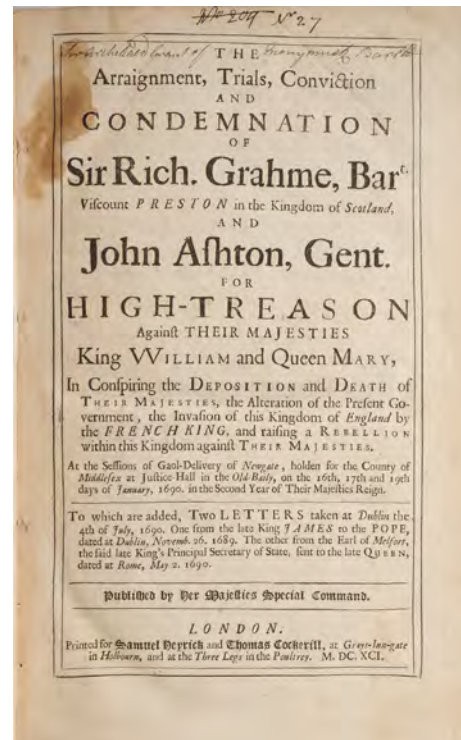 No 209 No 27
THE
Arraignment, Trials, Conviction
AND
CONDEMNATION
OF
Sir Rich. Grahme, Barᵗ.
Viſcount PRESTON in the Kingdom of Scotland,
AND
John Aſhton, Gent.
FOR
HIGH-TREASON
Againſt THEIR MAJESTIES
King WILLIAM and Queen MARY,
In Conſpiring the DEPOSITION and DEATH of
THEIR MAJESTIES, the Alteration of the Preſent Go-
vernment, the Invaſion of this Kingdom of England by
the FRENCH KING, and raiſing a REBELLION
within this Kingdom againſt THEIR MAJESTIES.
At the Seſſions of Gaol-Delivery of Newgate, holden for the County of
Middleſex at Juſtice-Hall in the Old-Baily, on the 16th, 17th and 19th
days of January, 1690. in the Second Year of Their Majeſties Reign.
To which are added, Two LETTERS taken at Dublin the
4th of July, 1690. One from the late King JAMES to the POPE,
dated at Dublin, Novemb. 26. 1689. The other from the Earl of Melfort,
the ſaid late King's Principal Secretary of State, ſent to the late QUEEN,
dated at Rome, May 2. 1690.
Publiſhed by Her Majeſties Special Command.
LONDON:
Printed for Samuel Heyrick and Thomas Cockerill, at Grays-Inn-gate
in Holbourn, and at the Three Legs in the Poultrey. M. DC. XCI.